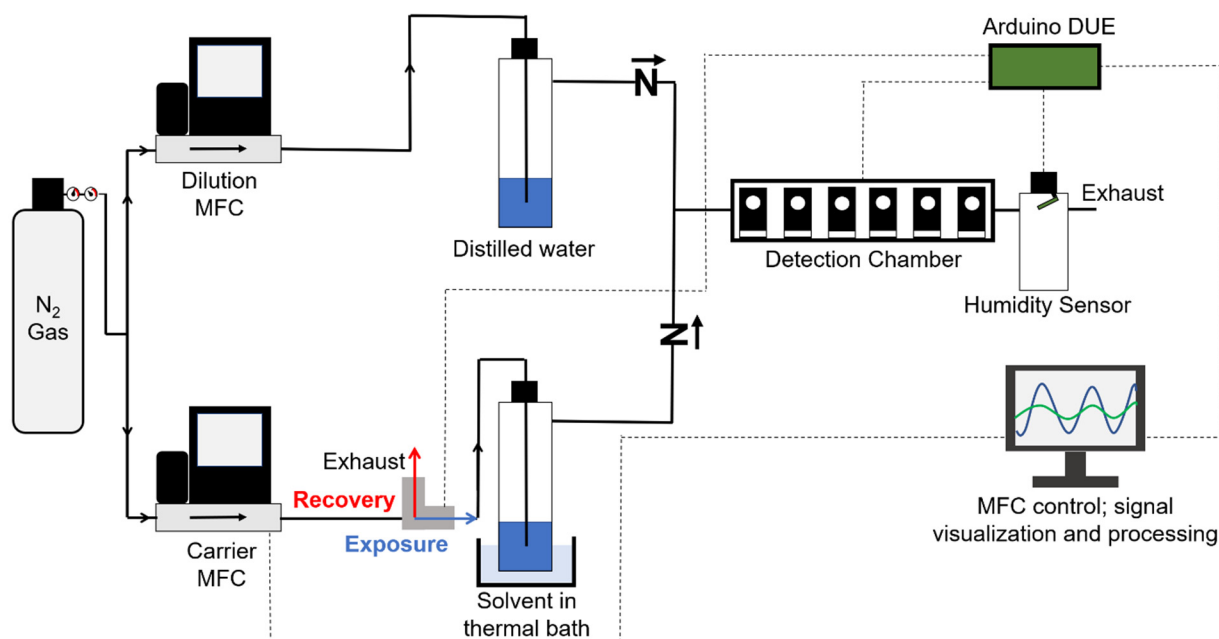 Arduino DUE
Dilution
MFC
Distilled water
N
Exhaust
Detection Chamber
Humidity Sensor
N₂
Gas
N
Exhaust
Recovery
Exposure
Carrier
MFC
Solvent in
thermal bath
MFC control; signal
visualization and processing